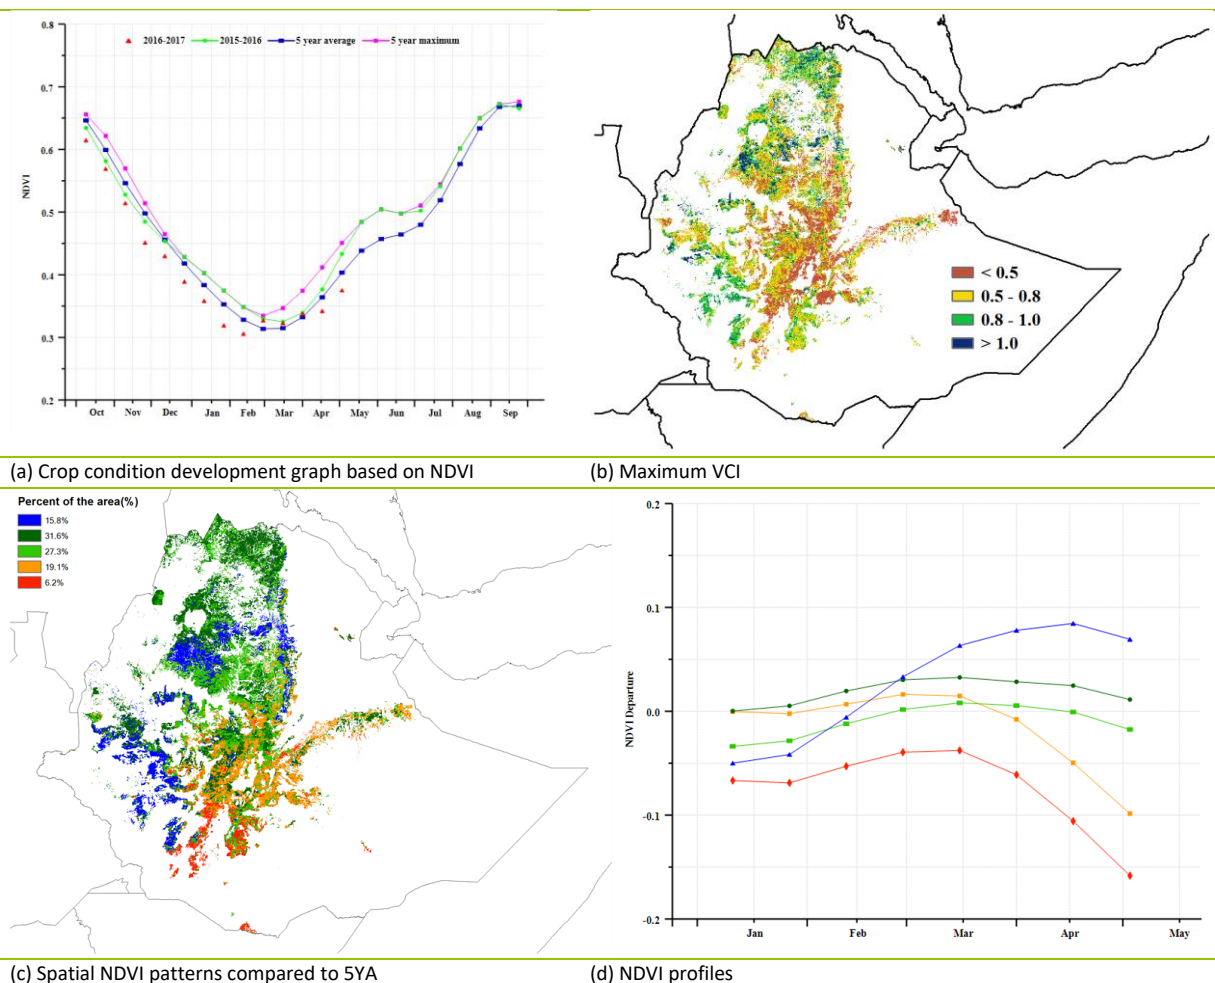 0.8
0.7
0.6
0.5
0.4
0.3
0.2
NDVI
2016-2017 2015-2016 5 year average 5 year maximum
Oct Nov Dec Jan Feb Mar Apr May Jun Jul Aug Sep
< 0.5
0.5 - 0.8
0.8 - 1.0
> 1.0
(a) Crop condition development graph based on NDVI (b) Maximum VCI
Percent of the area(%)
15.8%
31.6%
27.3%
19.1%
6.2%
0.2
0.1
0.0
-0.1
-0.2
NDVI Departure
Jan Feb Mar Apr May
(c) Spatial NDVI patterns compared to 5YA (d) NDVI profiles